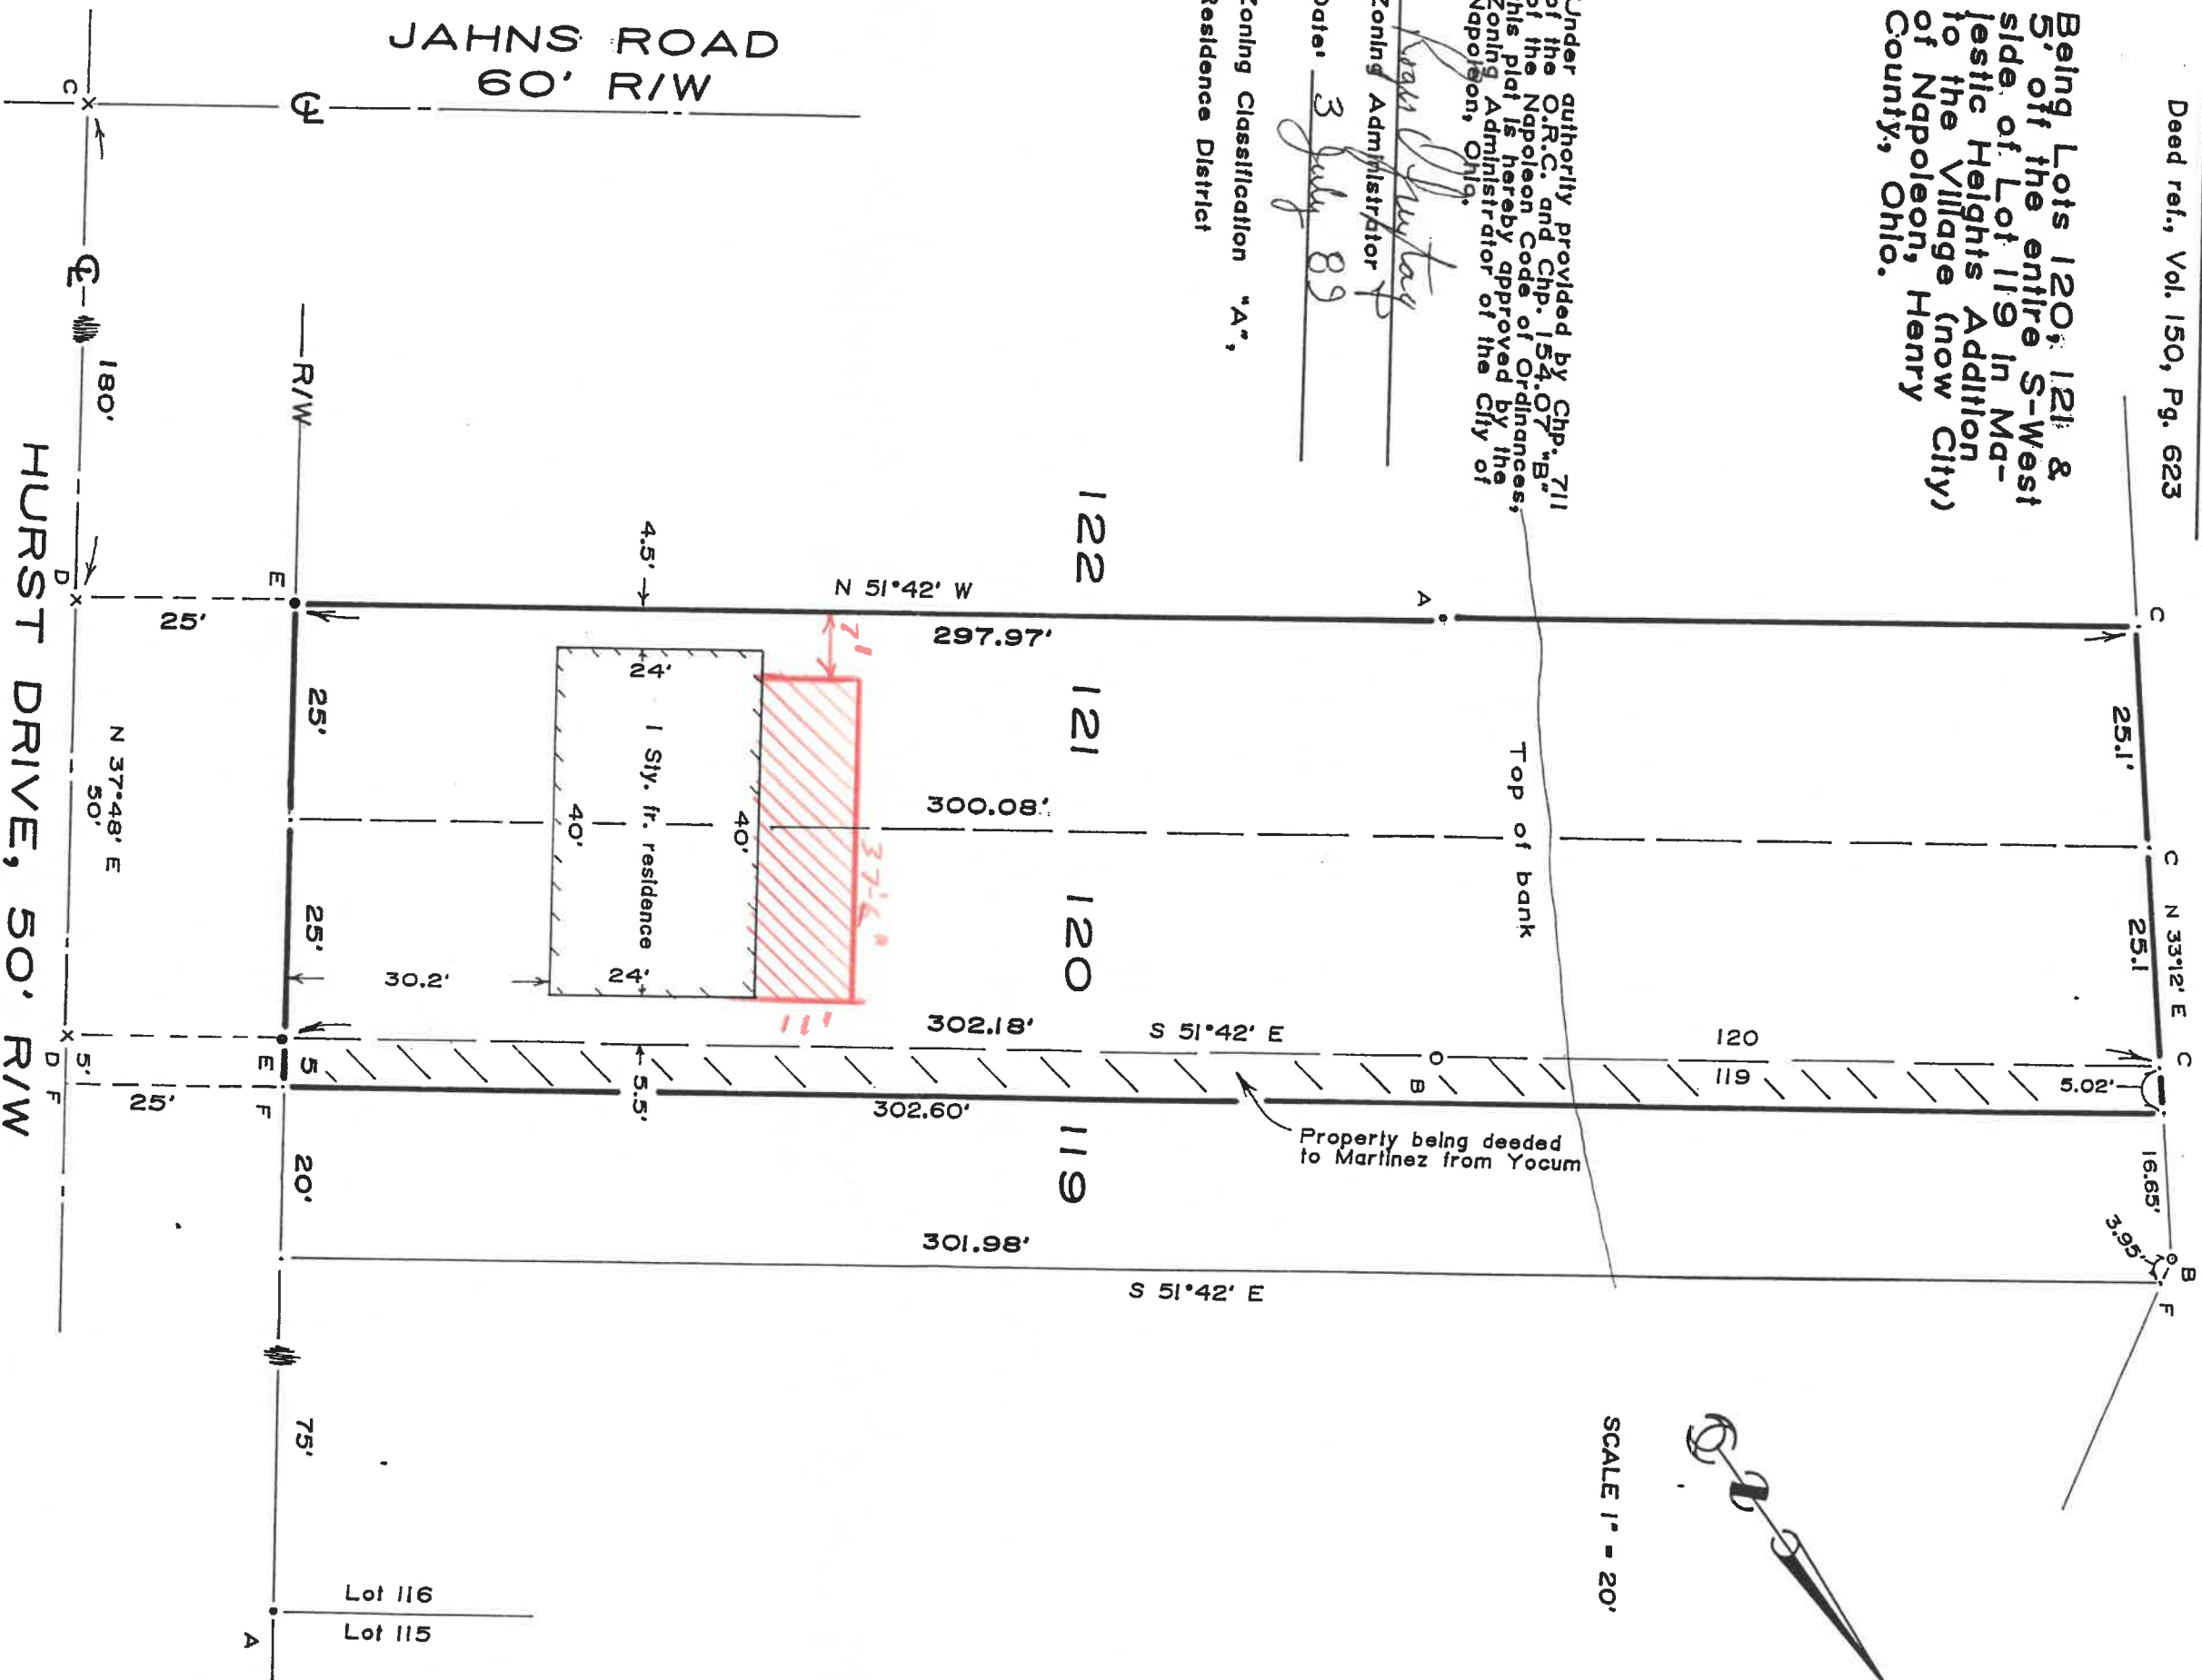 Deed ref., Vol. 150, Pg. 623
Being Lots 120, 121 &
5' off the entire S-West
side of Lot 119 in Ma-
jestic Heights Addition
to the Village (now City)
of Napoleon, Henry
County, Ohio.
Under authority provided by Chp. 711
of the O.R.C. and Chp. 154.07 "B"
of the Napoleon Code of Ordinances,
this plat is hereby approved by the
Zoning Administrator of the City of
Napoleon, Ohio.
Zoning Administrator
Date: 3 July 89
Zoning Classification "A",
Residence District
JAHNS ROAD
60' R/W
C
℄
℄
180'
R/W
HURST DRIVE, 50' R/W
N 37°48' E
50'
D
25'
E
25'
25'
30.2'
D
5'
F
25'
E
5
F
20'
75'
Lot 116
Lot 115
A
122
4.5'
N 51°42' W
297.97'
A
C
7'
24'
1 Sty. fr. residence
40'
40'
24'
37'-6"
11'
121
300.08'
Top of bank
120
302.18'
S 51°42' E
B
120
119
5.5'
302.60'
Property being deeded
to Martinez from Yocum
119
301.98'
S 51°42' E
25.1'
C
N 33°12' E
25.1
C
5.02'
16.65'
3.95'
B
F
SCALE 1" = 20'